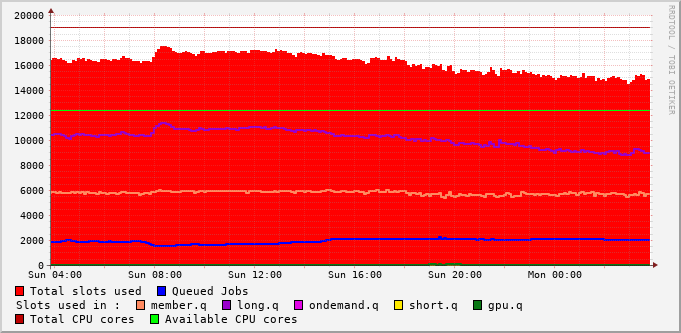 20000
18000
16000
14000
12000
10000
8000
6000
4000
2000
0
Sun 04:00 Sun 08:00 Sun 12:00 Sun 16:00 Sun 20:00 Mon 00:00
Total slots used Queued Jobs
Slots used in : member.q long.q ondemand.q short.q gpu.q
Total CPU cores Available CPU cores
RRDTOOL / TOBI OETIKER